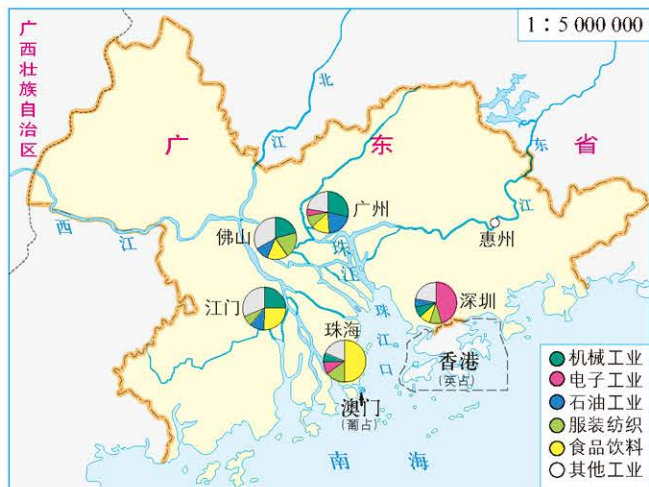 1：5 000 000
广西壮族自治区
北
江
广
东
省
东
江
西
江
佛山
广州
惠州
珠
江
江门
珠海
珠
江
口
深圳
香港
(英占)
澳门
(葡占)
南
海
机械工业
电子工业
石油工业
服装纺织
食品饮料
其他工业